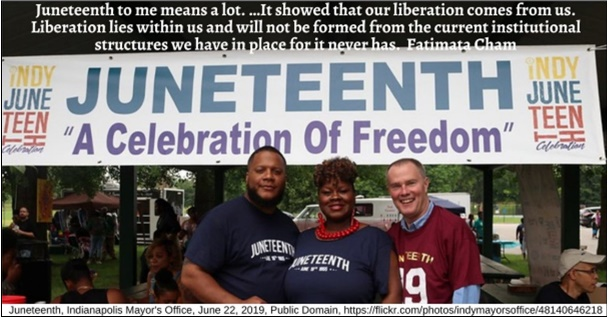 Juneteenth to me means a lot. ...It showed that our liberation comes from us.
Liberation lies within us and will not be formed from the current institutional
structures we have in place for it never has.  Fatimata Cham
iNDY
JUNE
TEEN
TH
Celebration
JUNETEENTH
"A Celebration Of Freedom"
iNDY
JUNE
TEEN
TH
Celebration
JUNETEENTH
JUNETEENTH
19
Juneteenth, Indianapolis Mayor's Office, June 22, 2019, Public Domain, https://flickr.com/photos/indymayorsoffice/48140646218